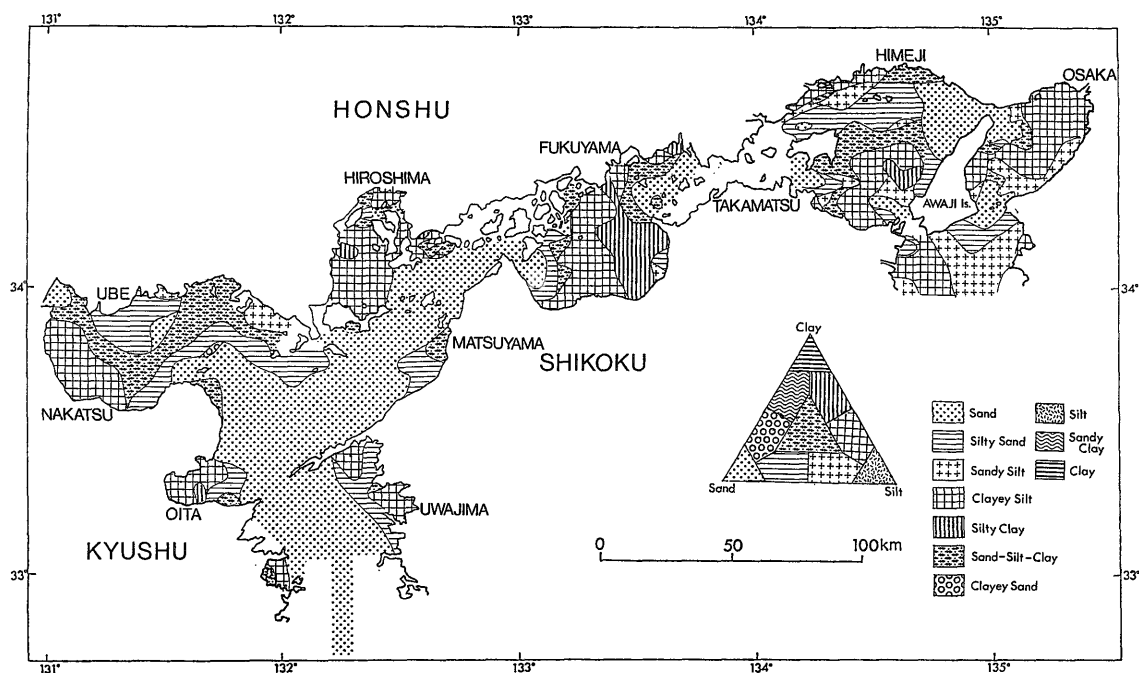 131° 132° 133° 134° 135°
HIMEJI
OSAKA
HONSHU
FUKUYAMA
HIROSHIMA
TAKAMATSU
AWAJI Is.
34° 34°
UBE
MATSUYAMA
SHIKOKU
NAKATSU
OITA
UWAJIMA
KYUSHU
33° 33°
Clay
Sand Silt
0 50 100km
Sand
Silty Sand
Sandy Silt
Clayey Silt
Silty Clay
Sand-Silt-Clay
Clayey Sand
Silt
Sandy
Clay
Clay
131° 132° 133° 134° 135°